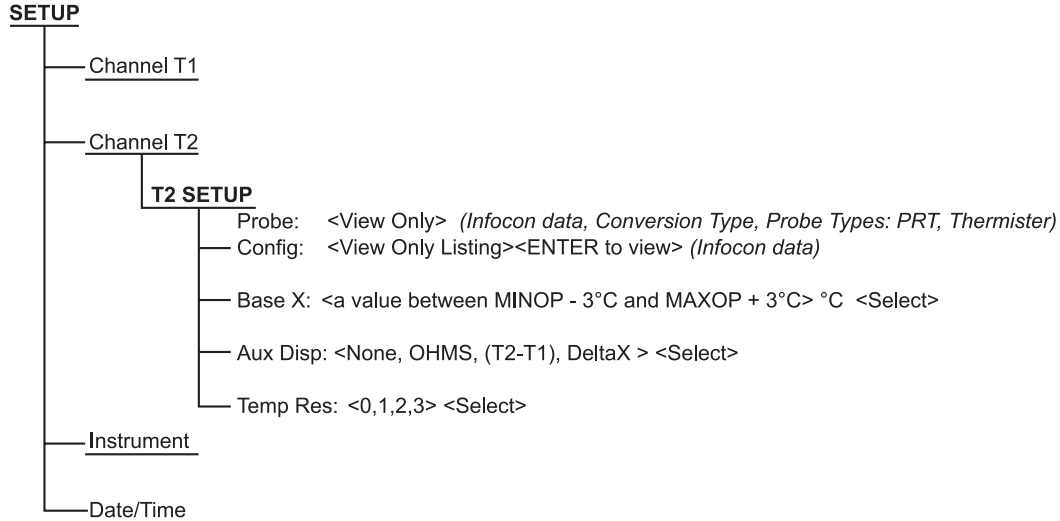 SETUP
Channel T1
Channel T2
T2 SETUP
Probe: <View Only> (Infocon data, Conversion Type, Probe Types: PRT, Thermister)
Config: <View Only Listing><ENTER to view> (Infocon data)
Base X: <a value between MINOP - 3°C and MAXOP + 3°C> °C <Select>
Aux Disp: <None, OHMS, (T2-T1), DeltaX > <Select>
Temp Res: <0,1,2,3> <Select>
Instrument
Date/Time